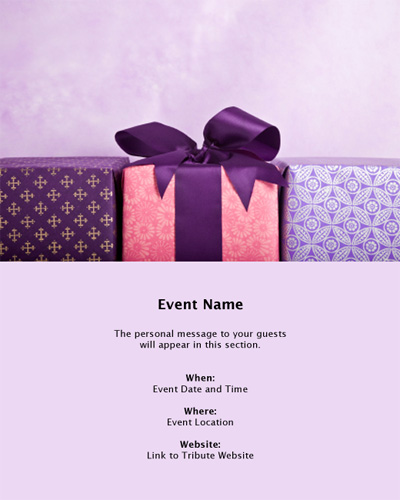 Event Name
The personal message to your guests
will appear in this section.
When:
Event Date and Time
Where:
Event Location
Website:
Link to Tribute Website